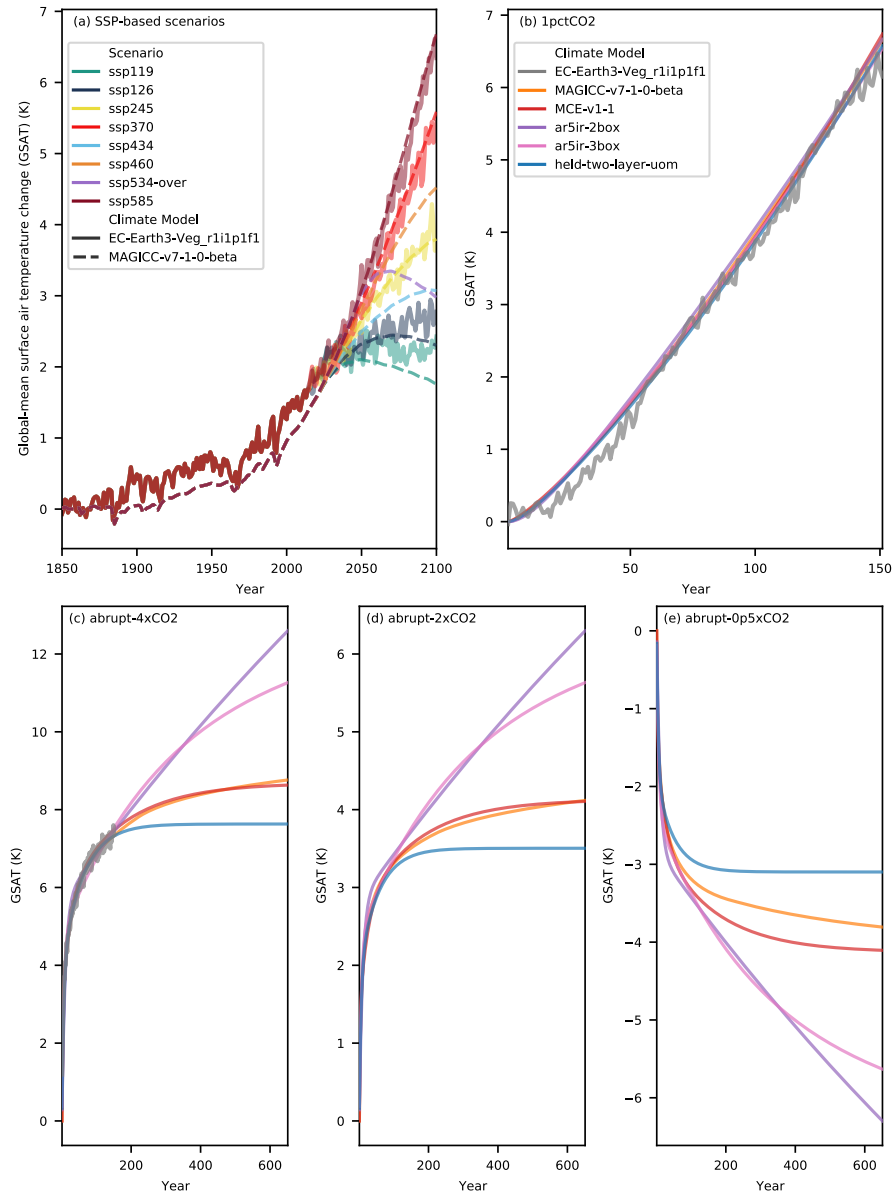 (a) SSP-based scenarios
Global-mean surface air temperature change (GSAT) (K)
7
6
5
4
3
2
1
0
Scenario
ssp119
ssp126
ssp245
ssp370
ssp434
ssp460
ssp534-over
ssp585
Climate Model
EC-Earth3-Veg_r1i1p1f1
MAGICC-v7-1-0-beta
1850
1900
1950
2000
2050
2100
Year
(b) 1pctCO2
GSAT (K)
7
6
5
4
3
2
1
0
Climate Model
EC-Earth3-Veg_r1i1p1f1
MAGICC-v7-1-0-beta
MCE-v1-1
ar5ir-2box
ar5ir-3box
held-two-layer-uom
50
100
150
Year
(c) abrupt-4xCO2
GSAT (K)
12
10
8
6
4
2
0
200
400
600
Year
(d) abrupt-2xCO2
GSAT (K)
6
5
4
3
2
1
0
200
400
600
Year
(e) abrupt-0p5xCO2
GSAT (K)
0
−1
−2
−3
−4
−5
−6
200
400
600
Year